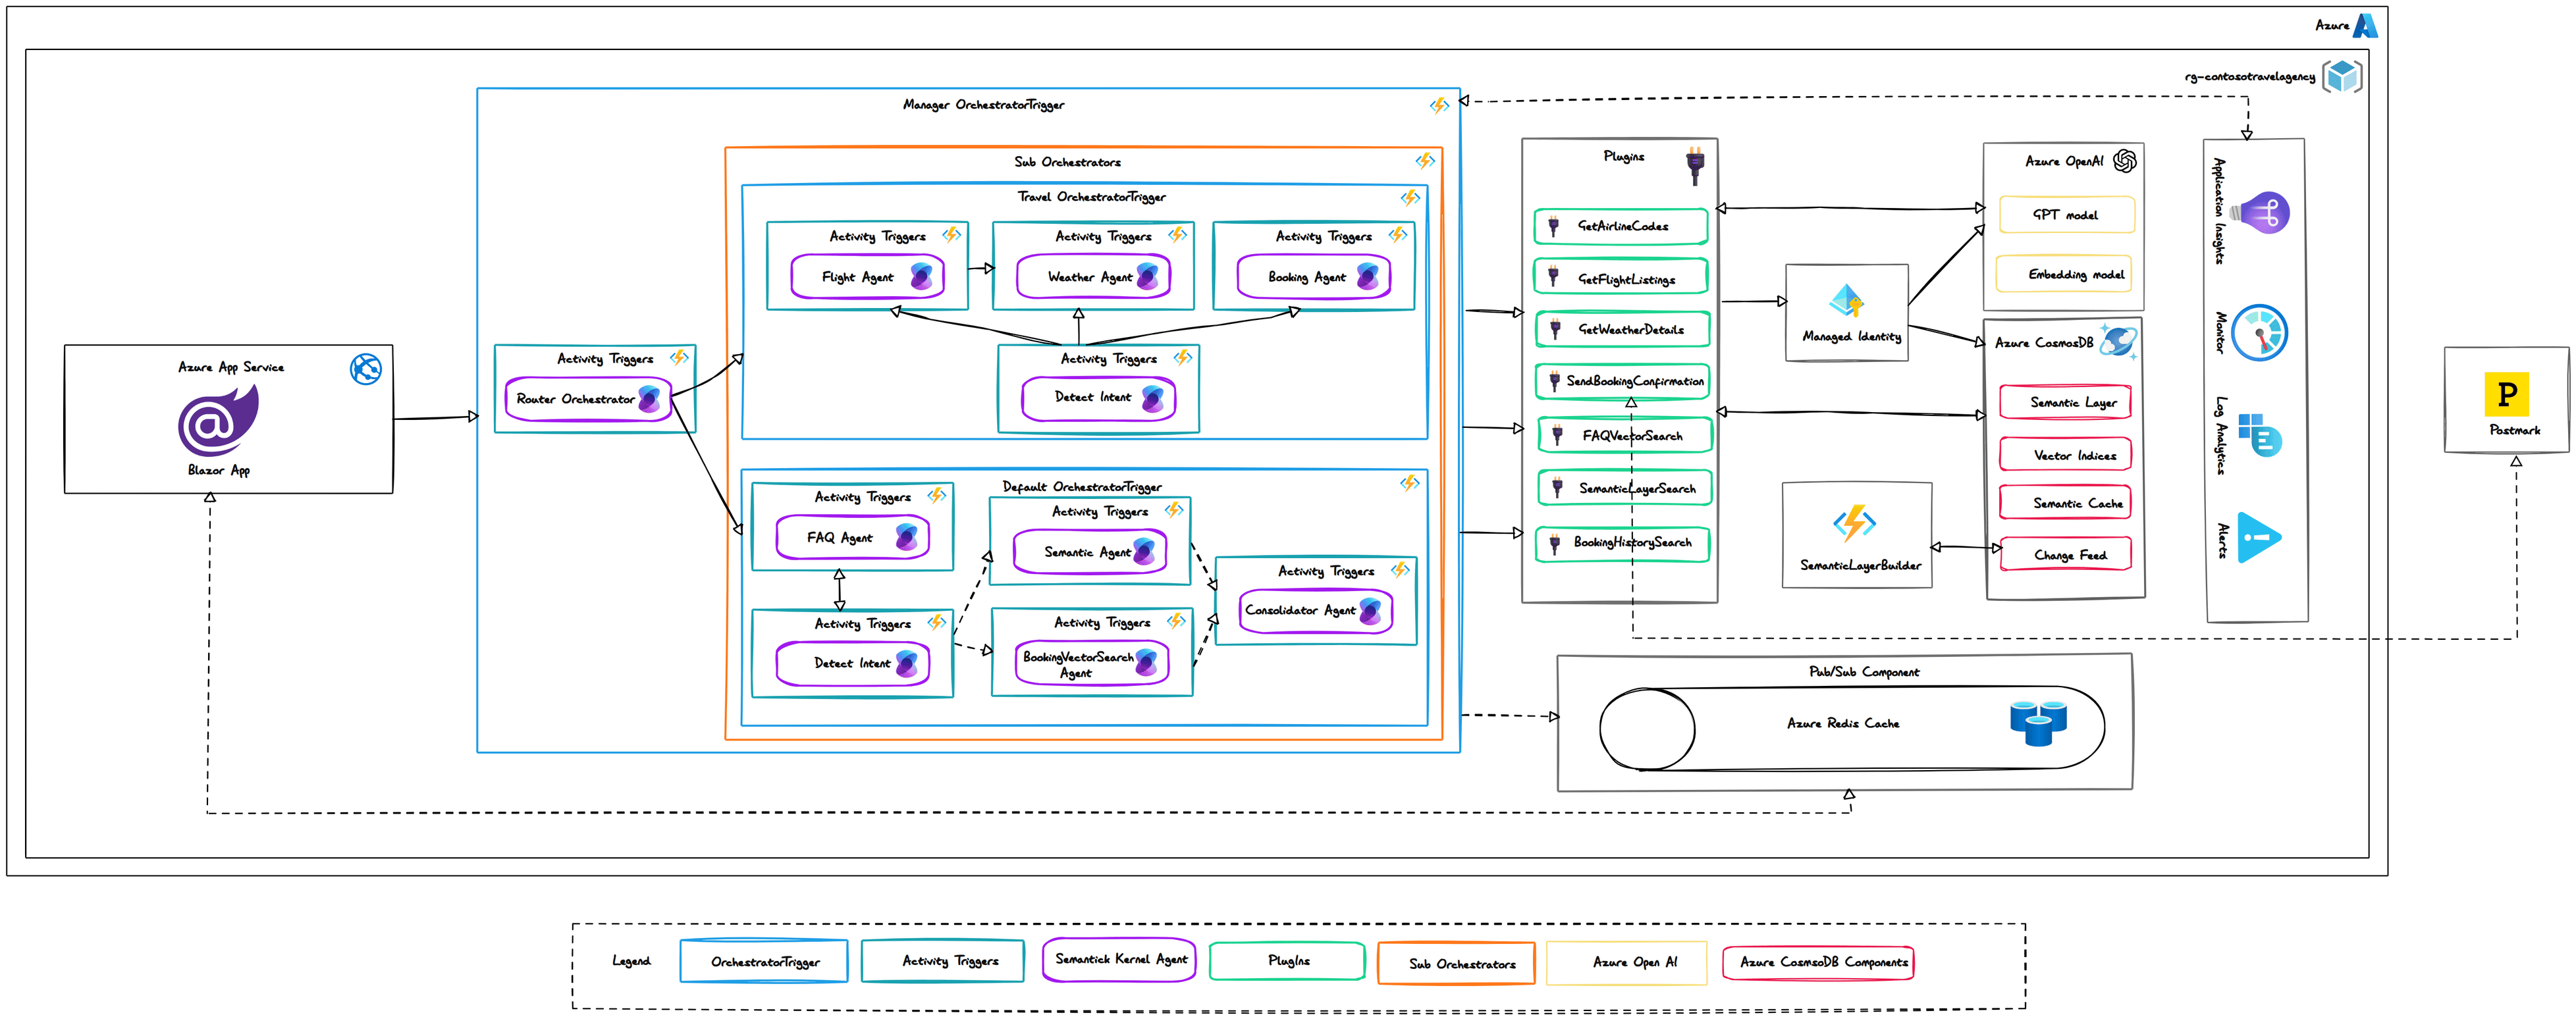 Azure
rg-contosotravelagency
Manager OrchestratorTrigger
Sub Orchestrators
Travel OrchestratorTrigger
Activity Triggers
Flight Agent
Activity Triggers
Weather Agent
Activity Triggers
Booking Agent
Activity Triggers
Detect Intent
Activity Triggers
Router Orchestrator
Azure App Service
Blazor App
Default OrchestratorTrigger
Activity Triggers
FAQ Agent
Activity Triggers
Semantic Agent
Activity Triggers
Detect Intent
Activity Triggers
BookingVectorSearch
Agent
Activity Triggers
Consolidator Agent
Plugins
GetAirlineCodes
GetFlightListings
GetWeatherDetails
SendBookingConfirmation
FAQVectorSearch
SemanticLayerSearch
BookingHistorySearch
Managed Identity
SemanticLayerBuilder
Azure OpenAI
GPT model
Embedding model
Azure CosmosDB
Semantic Layer
Vector Indices
Semantic Cache
Change Feed
Application Insights
Monitor
Log Analytics
Alerts
P
Postmark
Pub/Sub Component
Azure Redis Cache
Legend
OrchestratorTrigger
Activity Triggers
Semantick Kernel Agent
PlugIns
Sub Orchestrators
Azure Open AI
Azure CosmsoDB Components